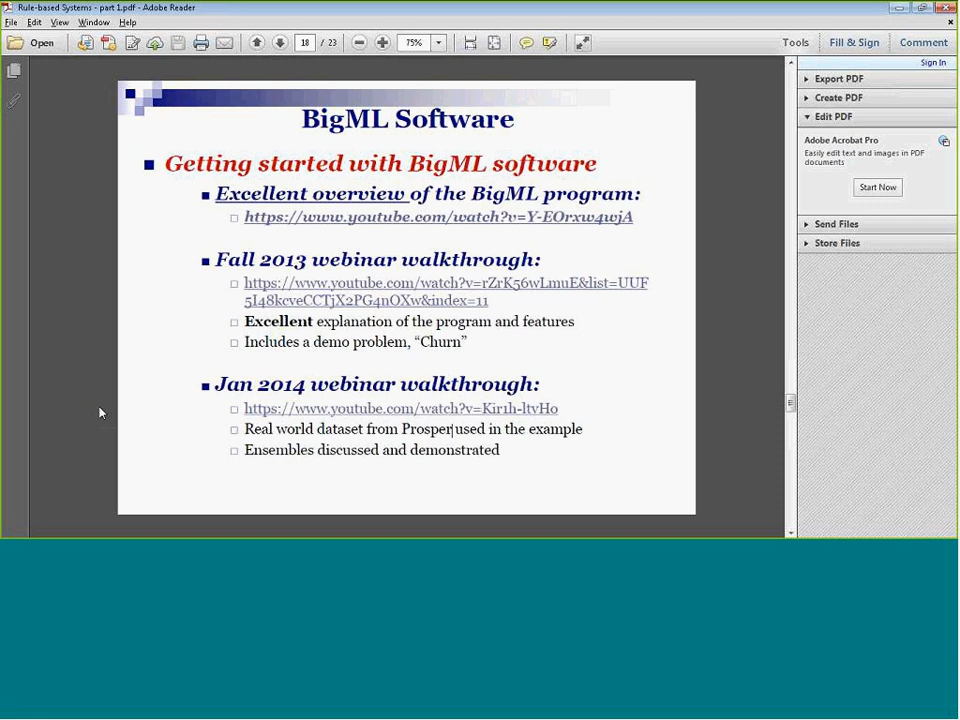 Rule-based Systems - part 1.pdf - Adobe Reader
File Edit View Window Help
Open 18 / 23 75% Tools Fill & Sign Comment
Sign In
Export PDF
Create PDF
Edit PDF
Adobe Acrobat Pro
Easily edit text and images in PDF
documents
Start Now
Send Files
Store Files
BigML Software
Getting started with BigML software
Excellent overview of the BigML program:
https://www.youtube.com/watch?v=Y-EOrxw4wjA
Fall 2013 webinar walkthrough:
https://www.youtube.com/watch?v=rZrK56wLmuE&list=UUF
5I48kcveCCTjX2PG4nOXw&index=11
Excellent explanation of the program and features
Includes a demo problem, “Churn”
Jan 2014 webinar walkthrough:
https://www.youtube.com/watch?v=Kir1h-ltvHo
Real world dataset from Prosper used in the example
Ensembles discussed and demonstrated